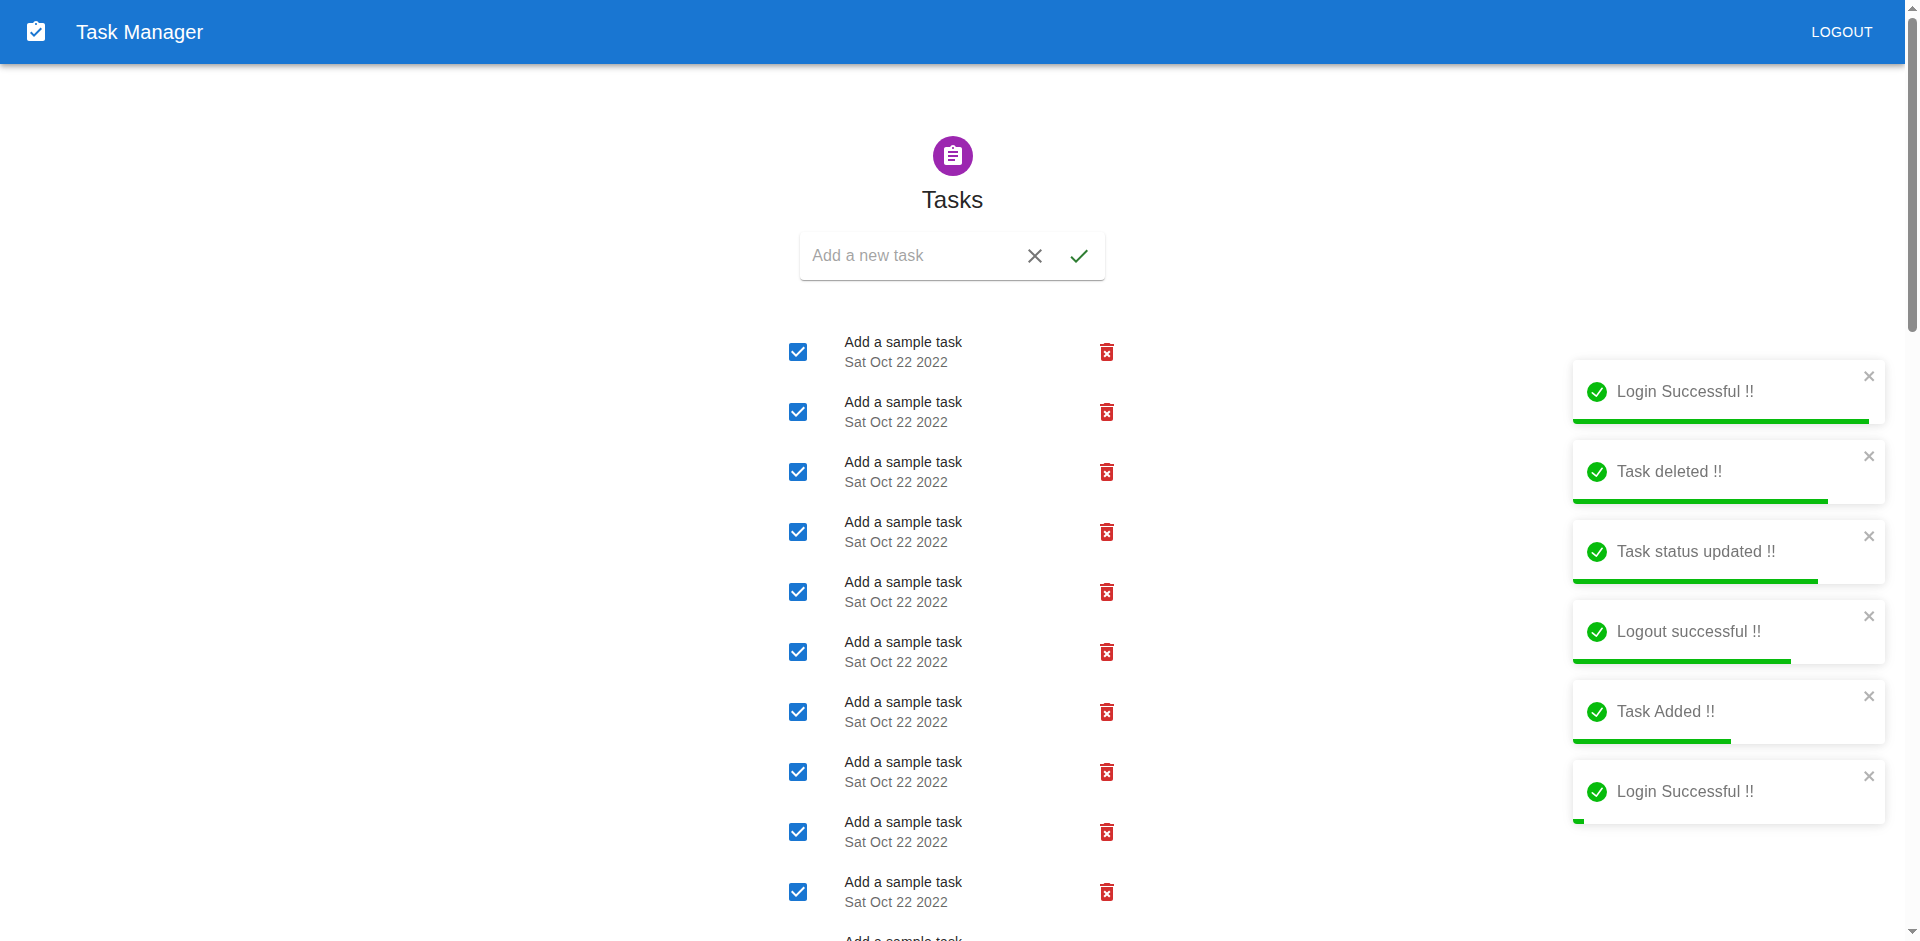 Task Manager
LOGOUT
Tasks
Add a new task
Add a sample task
Sat Oct 22 2022
Add a sample task
Sat Oct 22 2022
Add a sample task
Sat Oct 22 2022
Add a sample task
Sat Oct 22 2022
Add a sample task
Sat Oct 22 2022
Add a sample task
Sat Oct 22 2022
Add a sample task
Sat Oct 22 2022
Add a sample task
Sat Oct 22 2022
Add a sample task
Sat Oct 22 2022
Add a sample task
Sat Oct 22 2022
Add a sample task
Login Successful !!
Task deleted !!
Task status updated !!
Logout successful !!
Task Added !!
Login Successful !!